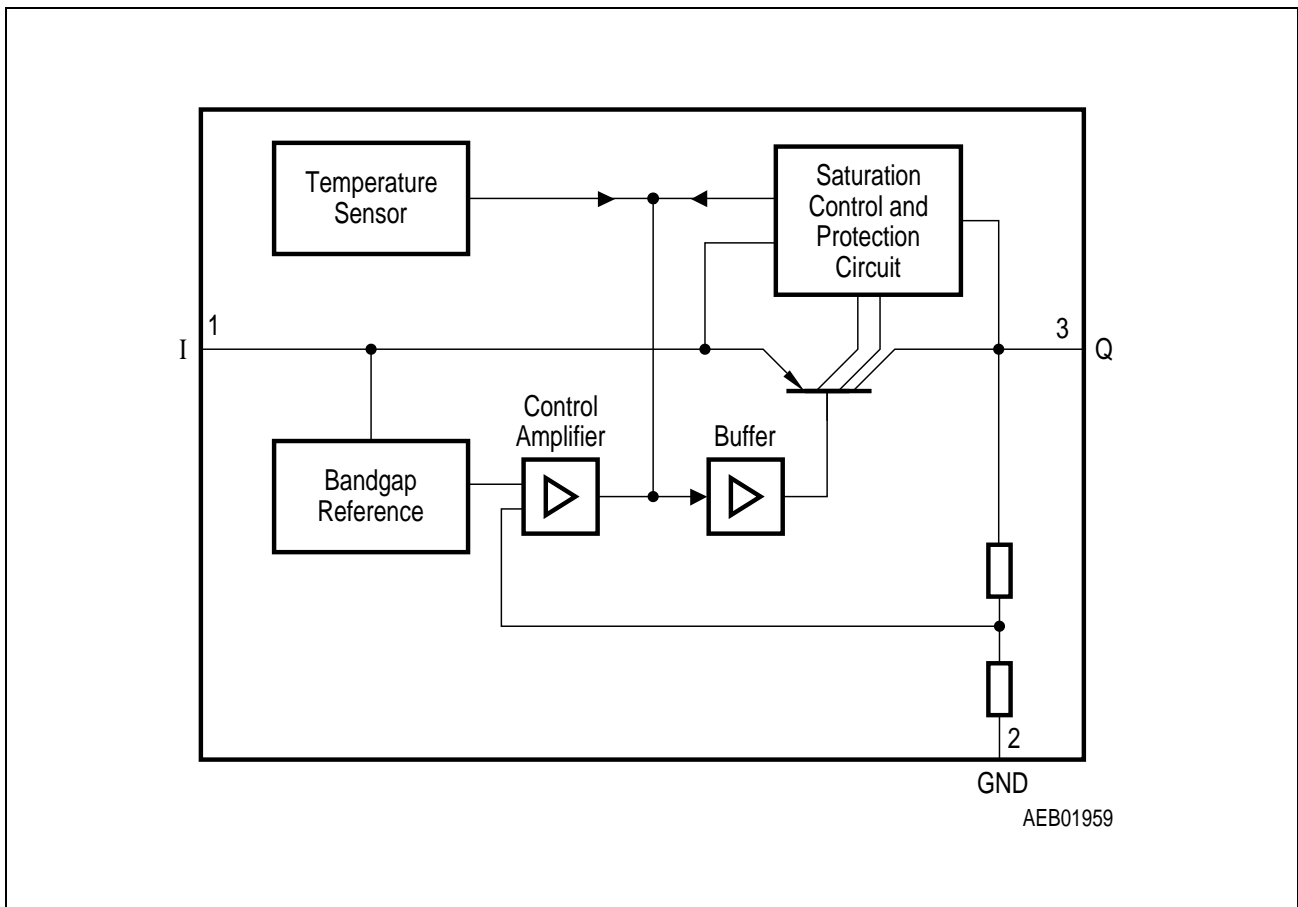 Temperature
Sensor
Saturation
Control and
Protection
Circuit
1
I
3
Q
Control
Amplifier
Buffer
Bandgap
Reference
2
GND
AEB01959